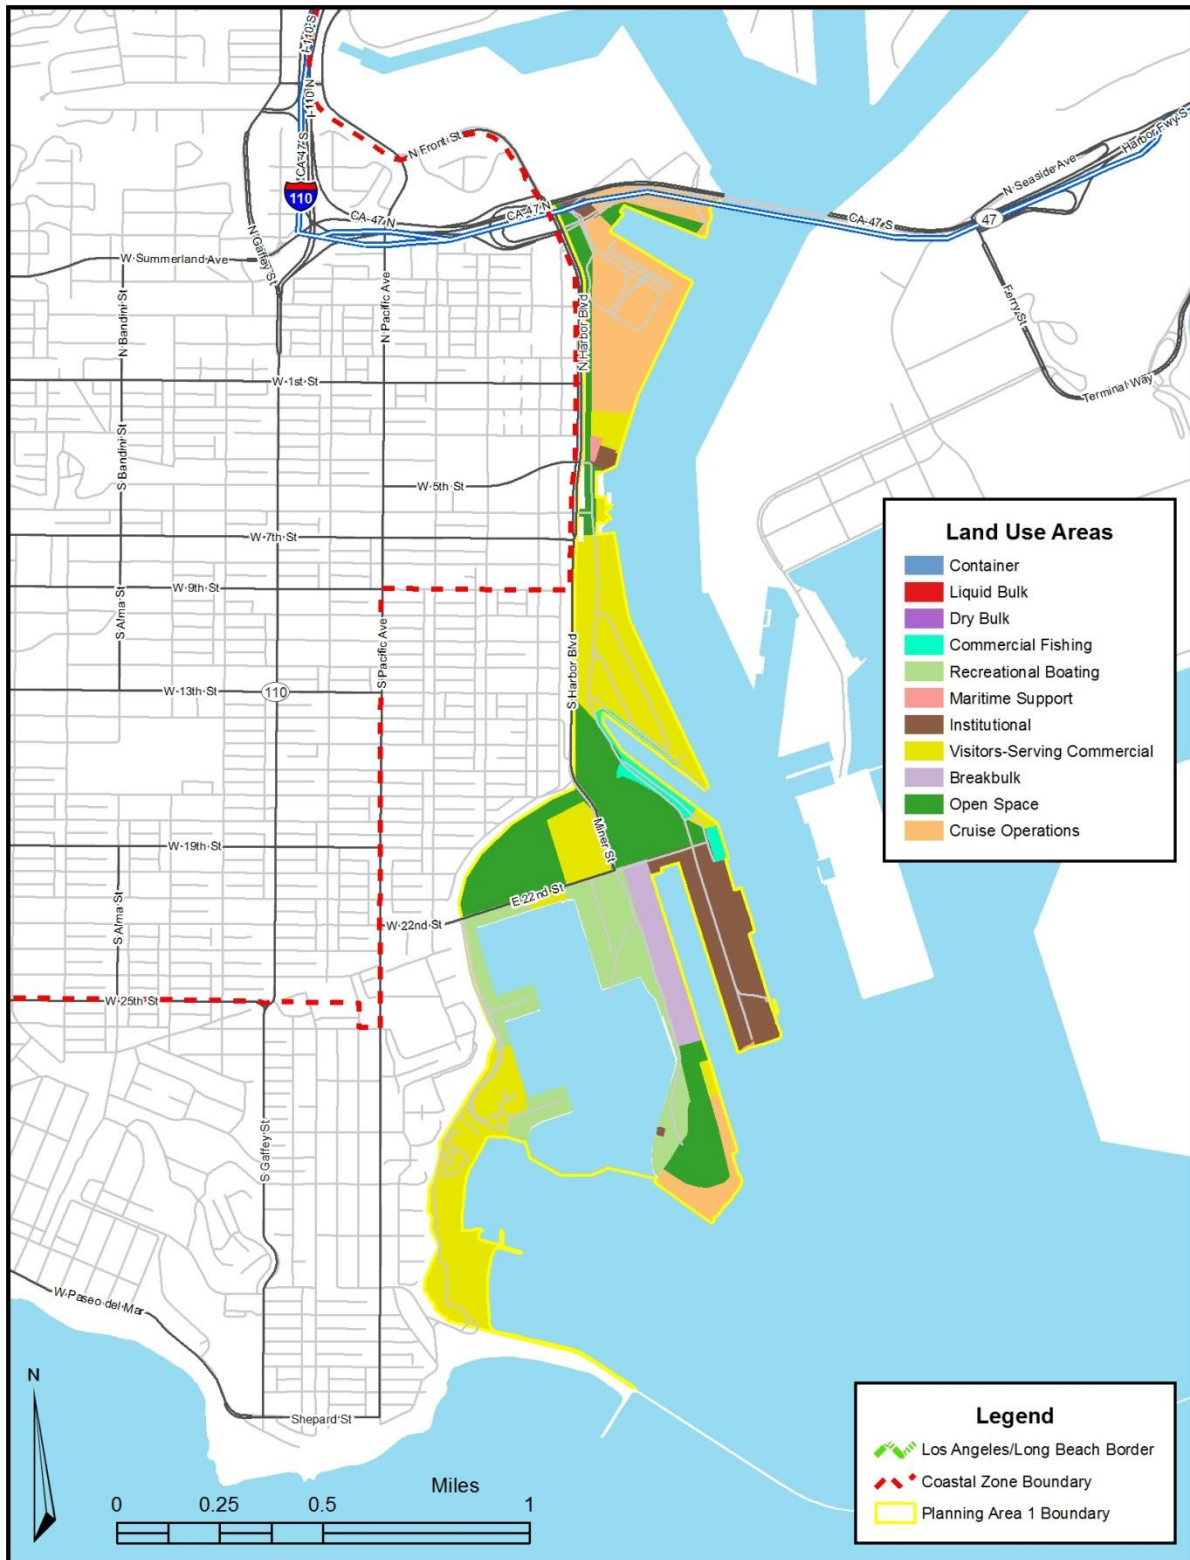 I-110 S
I-110 N
CA-47 S
110
N Front St
CA-47 N
CA-47 N
N Gaffey St
W Summerland Ave
N Seaside Ave
Harbor Fwy S
47
CA-47 S
Ferry St
Terminal Way
N Bandini St
N Pacific Ave
N Harbor Blvd
W 1st St
S Bandini St
W 5th St
W 7th St
W 9th St
S Alma St
S Pacific Ave
S Harbor Blvd
W 13th St
110
Miner St
W 19th St
E 22nd St
W 22nd St
S Alma St
W 25th St
S Gaffey St
W Paseo del Mar
Shepard St
Land Use Areas
Container
Liquid Bulk
Dry Bulk
Commercial Fishing
Recreational Boating
Maritime Support
Institutional
Visitors-Serving Commercial
Breakbulk
Open Space
Cruise Operations
N
Miles
0 0.25 0.5 1
Legend
Los Angeles/Long Beach Border
Coastal Zone Boundary
Planning Area 1 Boundary